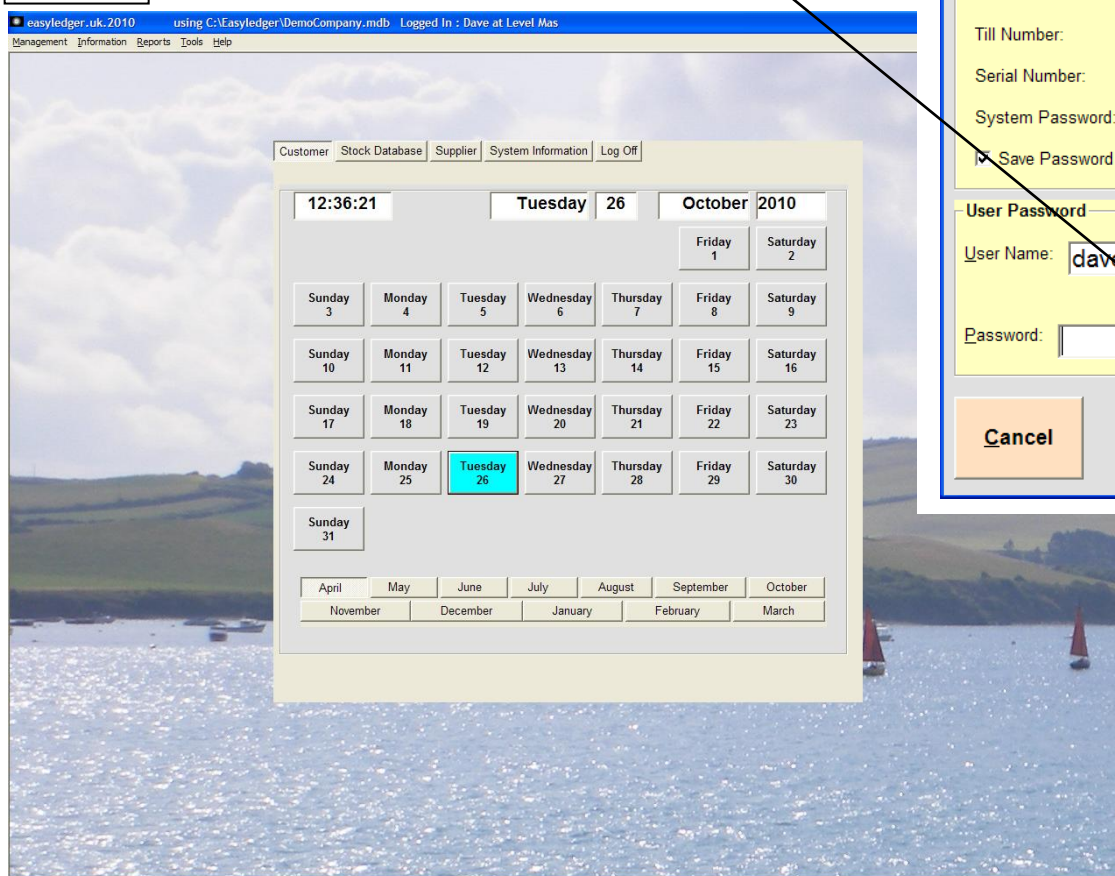 easyledger.uk.2010 using C:\Easyledger\DemoCompany.mdb Logged In : Dave at Level Mas
Management Information Reports Tools Help
Customer Stock Database Supplier System Information Log Off
12:36:21 Tuesday 26 October 2010
Friday 1 Saturday 2
Sunday 3 Monday 4 Tuesday 5 Wednesday 6 Thursday 7 Friday 8 Saturday 9
Sunday 10 Monday 11 Tuesday 12 Wednesday 13 Thursday 14 Friday 15 Saturday 16
Sunday 17 Monday 18 Tuesday 19 Wednesday 20 Thursday 21 Friday 22 Saturday 23
Sunday 24 Monday 25 Tuesday 26 Wednesday 27 Thursday 28 Friday 29 Saturday 30
Sunday 31
April May June July August September October
November December January February March
Till Number:
Serial Number:
System Password:
Save Password
User Password
User Name: dave
Password:
Cancel